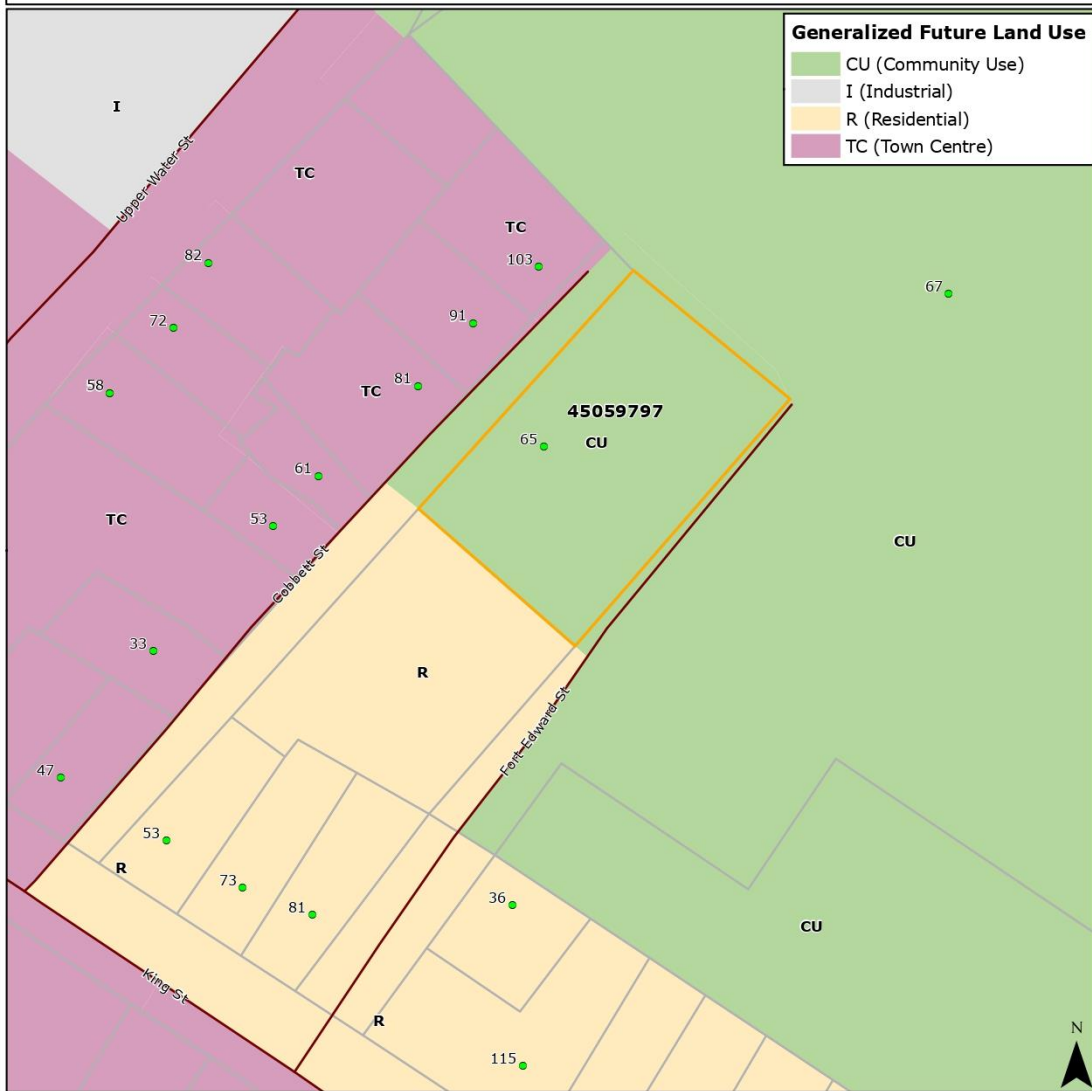 Generalized Future Land Use
CU (Community Use)
I (Industrial)
R (Residential)
TC (Town Centre)
I
Upper Water St
TC
TC
103
82
67
72
91
58
TC
81
45059797
65
CU
61
TC
53
CU
Cobbett St
33
R
Fort Edward St
47
53
R
73
81
36
CU
King St
R
115
N